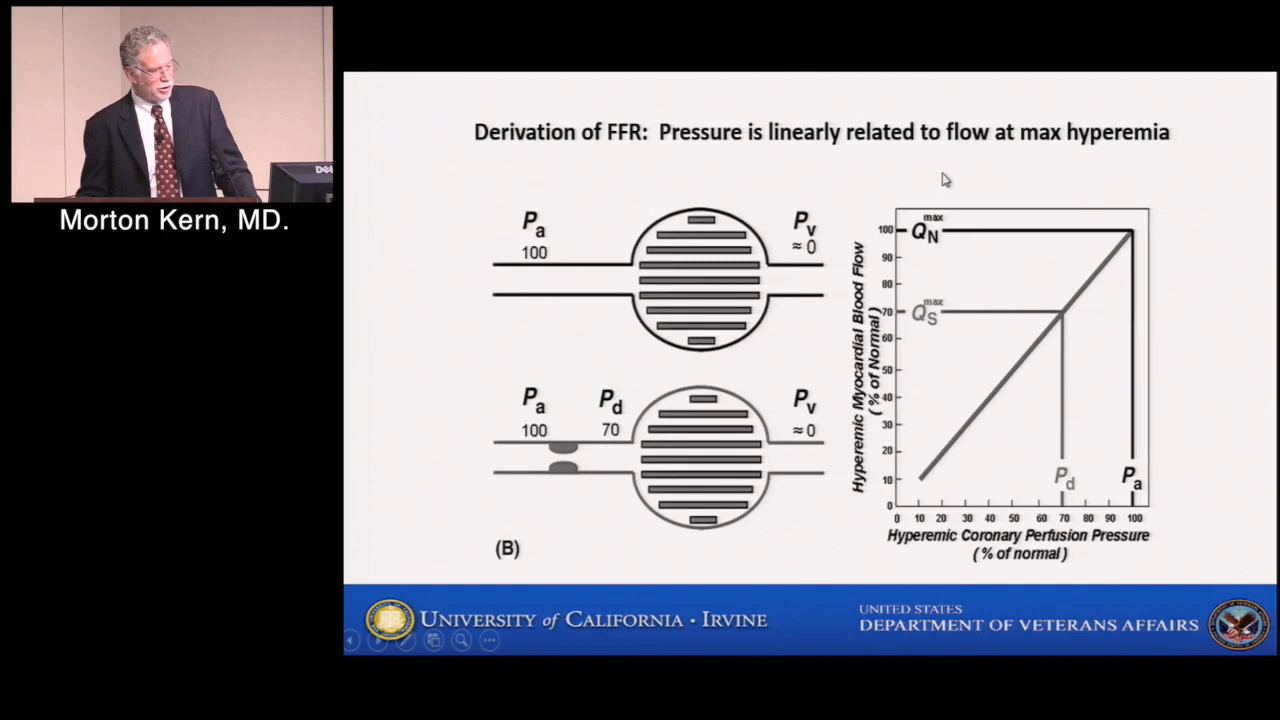 DELL
Morton Kern, MD.
Derivation of FFR: Pressure is linearly related to flow at max hyperemia
Pa
100
Pv
≈ 0
Pa
100
Pd
70
Pv
≈ 0
(B)
Hyperemic Myocardial Blood Flow
(% of Normal)
100
90
80
70
60
50
40
30
20
10
0
QN max
QS max
Pd
Pa
0 10 20 30 40 50 60 70 80 90 100
Hyperemic Coronary Perfusion Pressure
(% of normal)
UNIVERSITY of CALIFORNIA • IRVINE
UNITED STATES
DEPARTMENT OF VETERANS AFFAIRS